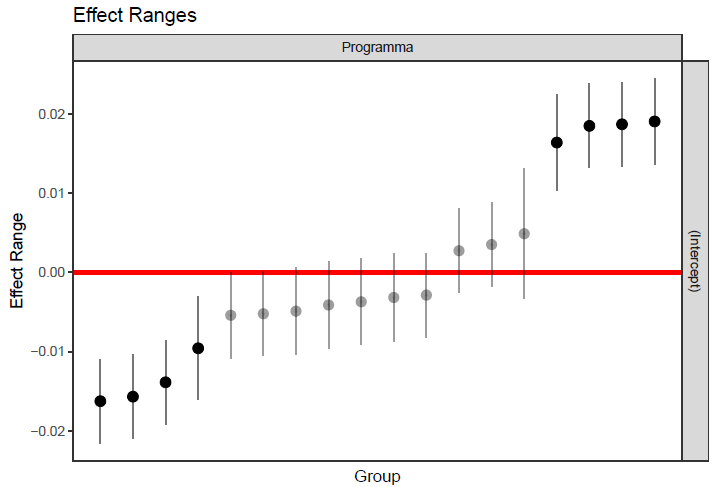 Effect Ranges
Programma
0.02
0.01
0.00
−0.01
−0.02
Effect Range
(Intercept)
Group